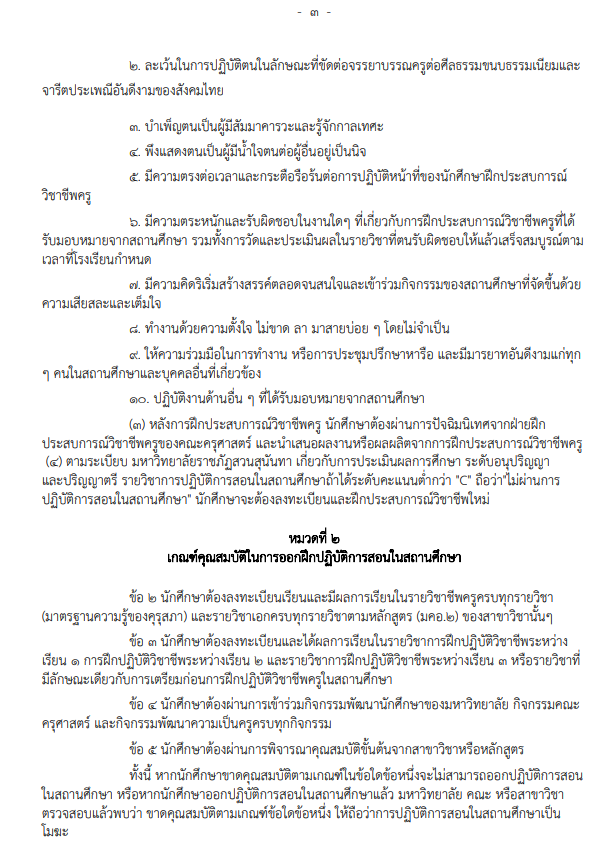 - ๓ -
๒. ละเว้นในการปฏิบัติตนในลักษณะที่ขัดต่อจรรยาบรรณครูต่อศีลธรรมขนบธรรมเนียมและ
จารีตประเพณีอันดีงามของสังคมไทย
๓. บำเพ็ญตนเป็นผู้มีสัมมาคารวะและรู้จักกาลเทศะ
๔. พึงแสดงตนเป็นผู้มีน้ำใจตนต่อผู้อื่นอยู่เป็นนิจ
๕. มีความตรงต่อเวลาและกระตือรือร้นต่อการปฏิบัติหน้าที่ของนักศึกษาฝึกประสบการณ์
วิชาชีพครู
๖. มีความตระหนักและรับผิดชอบในงานใดๆ ที่เกี่ยวกับการฝึกประสบการณ์วิชาชีพครูที่ได้
รับมอบหมายจากสถานศึกษา รวมทั้งการวัดและประเมินผลในรายวิชาที่ตนรับผิดชอบให้แล้วเสร็จสมบูรณ์ตาม
เวลาที่โรงเรียนกำหนด
๗. มีความคิดริเริ่มสร้างสรรค์ตลอดจนสนใจและเข้าร่วมกิจกรรมของสถานศึกษาที่จัดขึ้นด้วย
ความเสียสละและเต็มใจ
๘. ทำงานด้วยความตั้งใจ ไม่ขาด ลา มาสายบ่อย ๆ โดยไม่จำเป็น
๙. ให้ความร่วมมือในการทำงาน หรือการประชุมปรึกษาหารือ และมีมารยาทอันดีงามแก่ทุก
ๆ คนในสถานศึกษาและบุคคลอื่นที่เกี่ยวข้อง
๑๐. ปฏิบัติงานด้านอื่น ๆ ที่ได้รับมอบหมายจากสถานศึกษา
(๓) หลังการฝึกประสบการณ์วิชาชีพครู นักศึกษาต้องผ่านการปัจฉิมนิเทศจากฝ่ายฝึก
ประสบการณ์วิชาชีพครูของคณะครุศาสตร์ และนำเสนอผลงานหรือผลผลิตจากการฝึกประสบการณ์วิชาชีพครู
(๔) ตามระเบียบ มหาวิทยาลัยราชภัฏสวนสุนันทา เกี่ยวกับการประเมินผลการศึกษา ระดับอนุปริญญา
และปริญญาตรี รายวิชาการปฏิบัติการสอนในสถานศึกษาถ้าได้ระดับคะแนนต่ำกว่า "C" ถือว่า"ไม่ผ่านการ
ปฏิบัติการสอนในสถานศึกษา" นักศึกษาจะต้องลงทะเบียนและฝึกประสบการณ์วิชาชีพใหม่
หมวดที่ ๒
เกณฑ์คุณสมบัติในการออกฝึกปฏิบัติการสอนในสถานศึกษา
ข้อ ๒ นักศึกษาต้องลงทะเบียนเรียนและมีผลการเรียนในรายวิชาชีพครูครบทุกรายวิชา
(มาตรฐานความรู้ของคุรุสภา) และรายวิชาเอกครบทุกรายวิชาตามหลักสูตร (มคอ.๒) ของสาขาวิชานั้นๆ
ข้อ ๓ นักศึกษาต้องลงทะเบียนและได้ผลการเรียนในรายวิชาการฝึกปฏิบัติวิชาชีพระหว่าง
เรียน ๑ การฝึกปฏิบัติวิชาชีพระหว่างเรียน ๒ และรายวิชาการฝึกปฏิบัติวิชาชีพระหว่างเรียน ๓ หรือรายวิชาที่
มีลักษณะเดียวกับการเตรียมก่อนการฝึกปฏิบัติวิชาชีพครูในสถานศึกษา
ข้อ ๔ นักศึกษาต้องผ่านการเข้าร่วมกิจกรรมพัฒนานักศึกษาของมหาวิทยาลัย กิจกรรมคณะ
ครุศาสตร์ และกิจกรรมพัฒนาความเป็นครูครบทุกกิจกรรม
ข้อ ๕ นักศึกษาต้องผ่านการพิจารณาคุณสมบัติขั้นต้นจากสาขาวิชาหรือหลักสูตร
ทั้งนี้ หากนักศึกษาขาดคุณสมบัติตามเกณฑ์ในข้อใดข้อหนึ่งจะไม่สามารถออกปฏิบัติการสอน
ในสถานศึกษา หรือหากนักศึกษาออกปฏิบัติการสอนในสถานศึกษาแล้ว มหาวิทยาลัย คณะ หรือสาขาวิชา
ตรวจสอบแล้วพบว่า ขาดคุณสมบัติตามเกณฑ์ข้อใดข้อหนึ่ง ให้ถือว่าการปฏิบัติการสอนในสถานศึกษาเป็น
โมฆะ